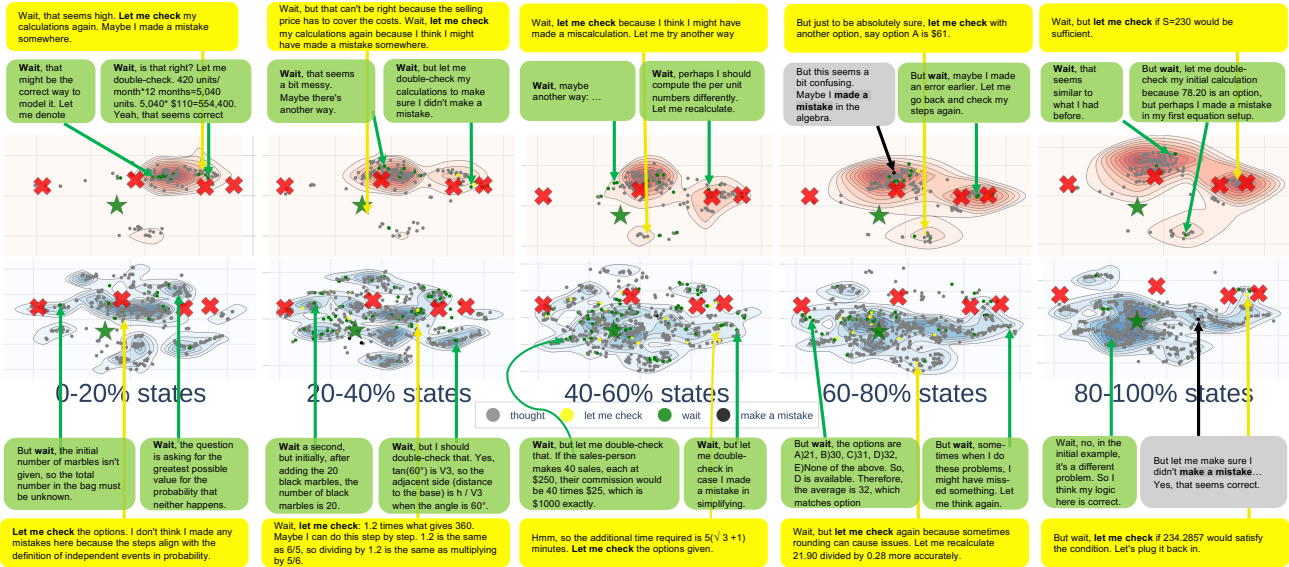 Wait, that seems high. Let me check my
calculations again. Maybe I made a mistake
somewhere.
Wait, but that can't be right because the selling
price has to cover the costs. Wait, let me check
my calculations again because I think I might
have made a mistake somewhere.
Wait, let me check because I think I might have
made a miscalculation. Let me try another way
But just to be absolutely sure, let me check with
another option, say option A is $61.
Wait, but let me check if S=230 would be
sufficient.
Wait, that
might be the
correct way to
model it. Let
me denote
Wait, is that right? Let me
double-check. 420 units/
month*12 months=5,040
units. 5,040* $110=554,400.
Yeah, that seems correct
Wait, that seems
a bit messy.
Maybe there's
another way.
Wait, but let me
double-check my
calculations to make
sure I didn't make a
mistake.
Wait, maybe
another way: …
Wait, perhaps I should
compute the per unit
numbers differently.
Let me recalculate.
But this seems a
bit confusing.
Maybe I made a
mistake in the
algebra.
But wait, maybe I made
an error earlier. Let me
go back and check my
steps again.
Wait, that
seems
similar to
what I had
before.
But wait, let me double-
check my initial calculation
because 78.20 is an option,
but perhaps I made a mistake
in my first equation setup.
0-20% states
20-40% states
40-60% states
60-80% states
80-100% states
thought
let me check
wait
make a mistake
But wait, the initial
number of marbles isn't
given, so the total
number in the bag must
be unknown.
Wait, the question
is asking for the
greatest possible
value for the
probability that
neither happens.
Wait a second,
but initially, after
adding the 20
black marbles, the
number of black
marbles is 20.
Wait, but I should
double-check that. Yes,
tan(60°) is V3, so the
adjacent side (distance
to the base) is h / V3
when the angle is 60°.
Wait, but let me double-check
that. If the sales-person
makes 40 sales, each at
$250, their commission would
be 40 times $25, which is
$1000 exactly.
Wait, but let
me double-
check in
case I made
a mistake in
simplifying.
But wait, the options are
A)21, B)30, C)31, D)32,
E)None of the above. So,
D is available. Therefore,
the average is 32, which
matches option
But wait, some-
times when I do
these problems, I
might have miss-
ed something. Let
me think again.
Wait, no, in the
initial example,
it's a different
problem. So I
think my logic
here is correct.
But let me make sure I
didn't make a mistake…
Yes, that seems correct.
Let me check the options. I don't think I made any
mistakes here because the steps align with the
definition of independent events in probability.
Wait, let me check: 1.2 times what gives 360.
Maybe I can do this step by step. 1.2 is the same
as 6/5, so dividing by 1.2 is the same as multiplying
by 5/6.
Hmm, so the additional time required is 5(√ 3 +1)
minutes. Let me check the options given.
Wait, but let me check again because sometimes
rounding can cause issues. Let me recalculate
21.90 divided by 0.28 more accurately.
But wait, let me check if 234.2857 would satisfy
the condition. Let's plug it back in.